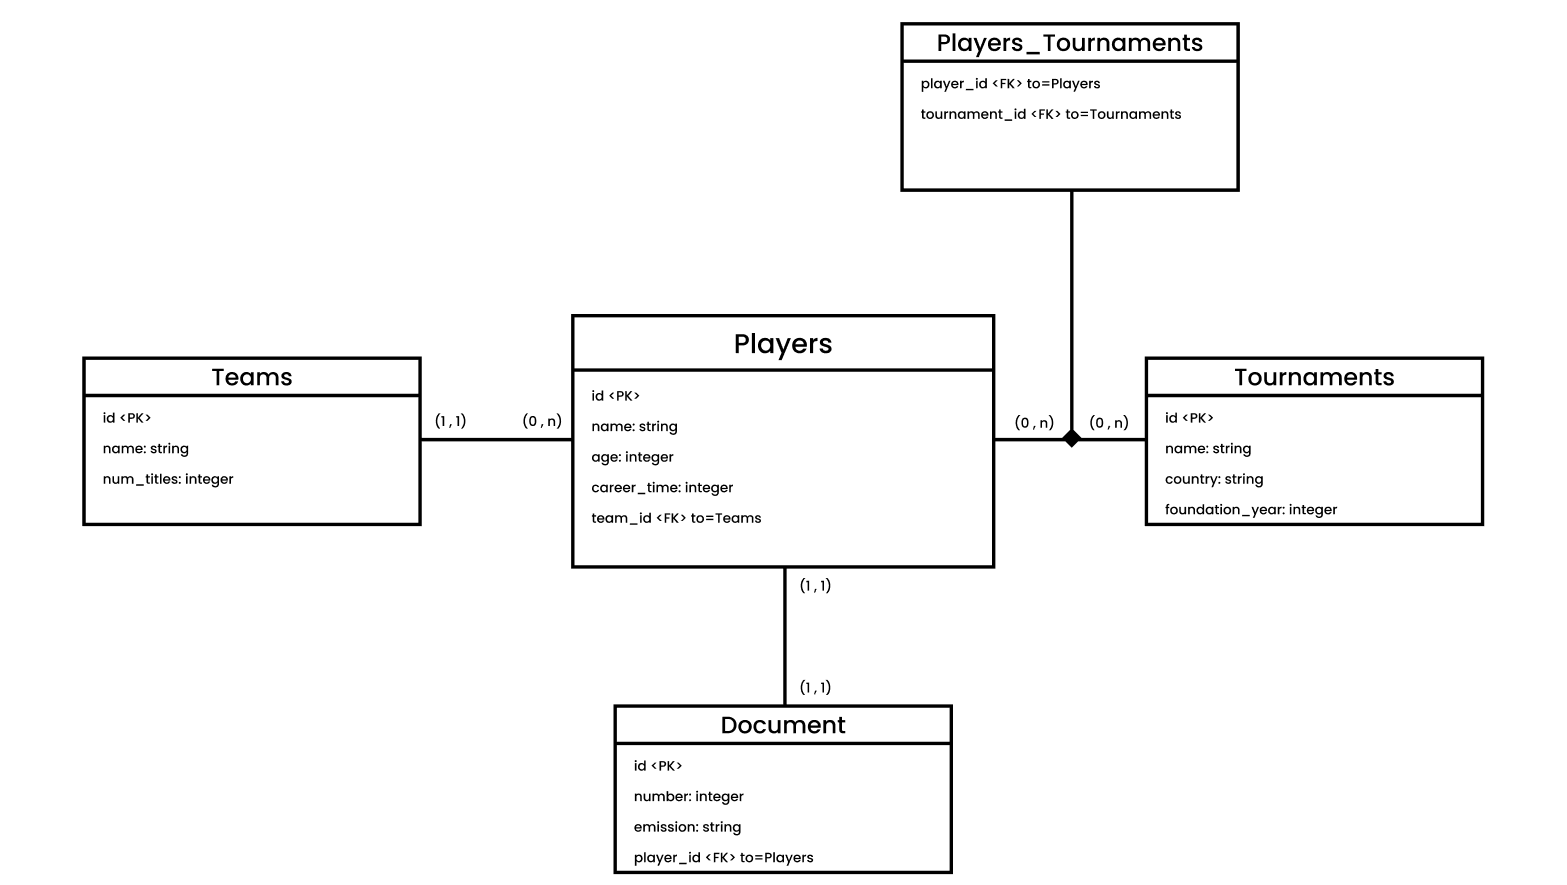 Players_Tournaments
player_id <FK> to=Players
tournament_id <FK> to=Tournaments
Teams
id <PK>
name: string
num_titles: integer
(1 , 1)
(0 , n)
Players
id <PK>
name: string
age: integer
career_time: integer
team_id <FK> to=Teams
(0 , n)
(0 , n)
Tournaments
id <PK>
name: string
country: string
foundation_year: integer
(1 , 1)
(1 , 1)
Document
id <PK>
number: integer
emission: string
player_id <FK> to=Players